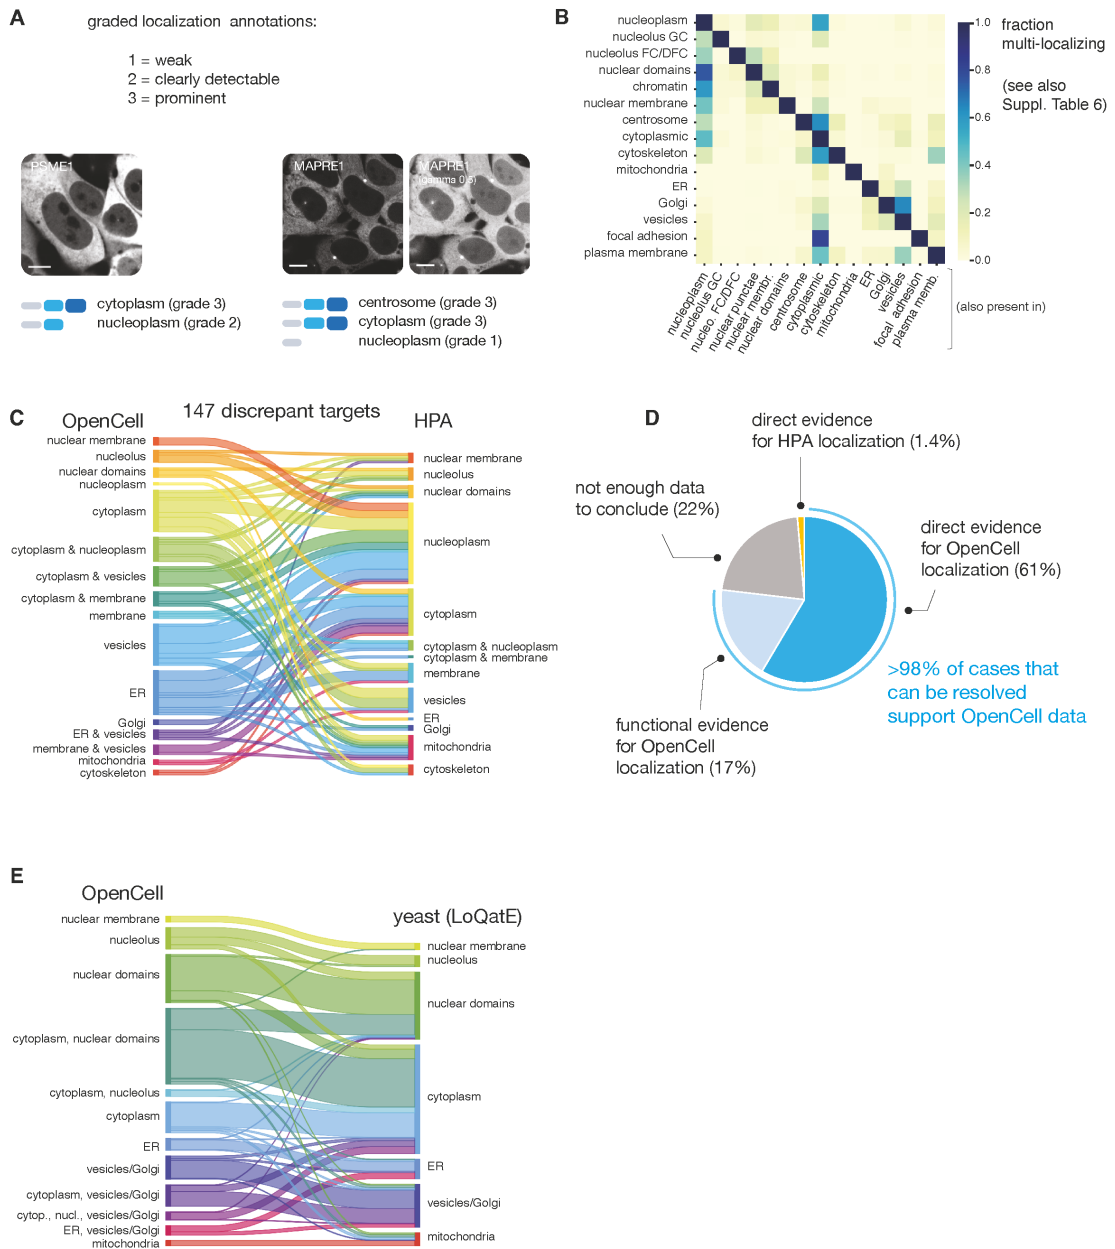 A
graded localization annotations:
1 = weak
2 = clearly detectable
3 = prominent
PSME1
MAPRE1
MAPRE1
(gamma 0.5)
cytoplasm (grade 3)
nucleoplasm (grade 2)
centrosome (grade 3)
cytoplasm (grade 3)
nucleoplasm (grade 1)
B
nucleoplasm
nucleolus GC
nucleolus FC/DFC
nuclear domains
chromatin
nuclear membrane
centrosome
cytoplasmic
cytoskeleton
mitochondria
ER
Golgi
vesicles
focal adhesion
plasma membrane
nucleoplasm
nucleolus GC
nucleo. FC/DFC
nuclear punctae
nuclear membr.
nuclear domains
centrosome
cytoplasmic
cytoskeleton
mitochondria
ER
Golgi
vesicles
focal adhesion
plasma memb.
(also present in)
1.0
0.8
0.6
0.4
0.2
0.0
fraction
multi-localizing
(see also
Suppl. Table 6)
C
147 discrepant targets
OpenCell
HPA
nuclear membrane
nucleolus
nuclear domains
nucleoplasm
cytoplasm
cytoplasm & nucleoplasm
cytoplasm & vesicles
cytoplasm & membrane
membrane
vesicles
ER
Golgi
ER & vesicles
membrane & vesicles
mitochondria
cytoskeleton
nuclear membrane
nucleolus
nuclear domains
nucleoplasm
cytoplasm
cytoplasm & nucleoplasm
cytoplasm & membrane
membrane
vesicles
ER
Golgi
mitochondria
cytoskeleton
D
direct evidence
for HPA localization (1.4%)
not enough data
to conclude (22%)
direct evidence
for OpenCell
localization (61%)
>98% of cases that
can be resolved
support OpenCell data
functional evidence
for OpenCell
localization (17%)
E
OpenCell
yeast (LoQatE)
nuclear membrane
nucleolus
nuclear domains
cytoplasm, nuclear domains
cytoplasm, nucleolus
cytoplasm
ER
vesicles/Golgi
cytoplasm, vesicles/Golgi
cytop., nucl., vesicles/Golgi
ER, vesicles/Golgi
mitochondria
nuclear membrane
nucleolus
nuclear domains
cytoplasm
ER
vesicles/Golgi
mitochondria